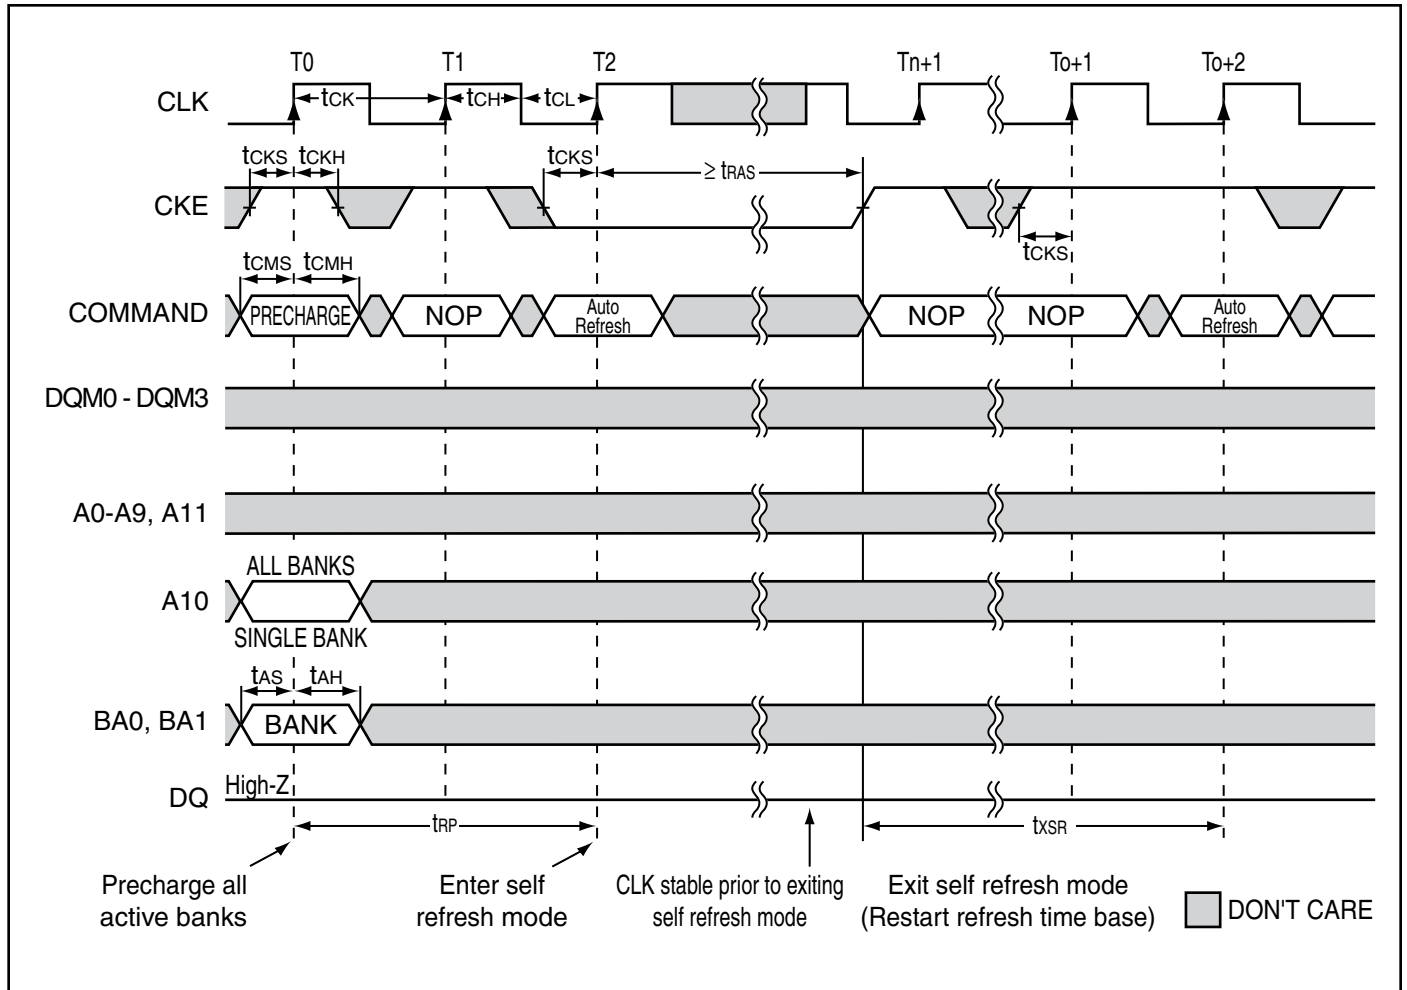 T0 T1 T2 Tn+1 To+1 To+2
CLK tCK tCH tCL
tCKS tCKH tCKS ≥ tRAS
CKE
tCKS
tCMS tCMH
COMMAND PRECHARGE NOP Auto Refresh NOP NOP Auto Refresh
DQM0 - DQM3
A0-A9, A11
ALL BANKS
A10
SINGLE BANK
tAS tAH
BA0, BA1 BANK
DQ High-Z
tRP tXSR
Precharge all
active banks
Enter self
refresh mode
CLK stable prior to exiting
self refresh mode
Exit self refresh mode
(Restart refresh time base)
DON'T CARE